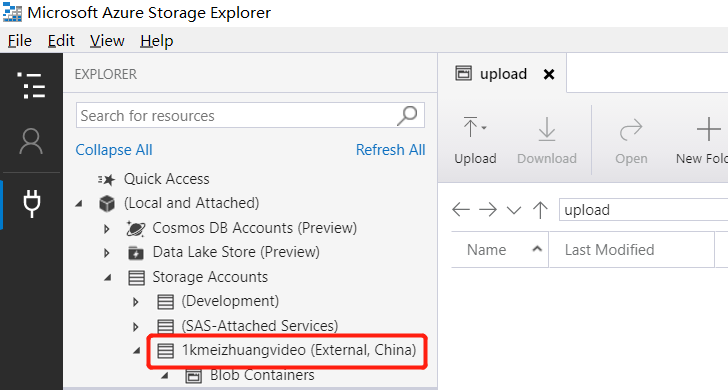 Microsoft Azure Storage Explorer
File Edit View Help
EXPLORER
Search for resources
Collapse All Refresh All
Quick Access
(Local and Attached)
Cosmos DB Accounts (Preview)
Data Lake Store (Preview)
Storage Accounts
(Development)
(SAS-Attached Services)
1kmeizhuangvideo (External, China)
Blob Containers
upload
Upload Download Open New Fold
upload
Name Last Modified